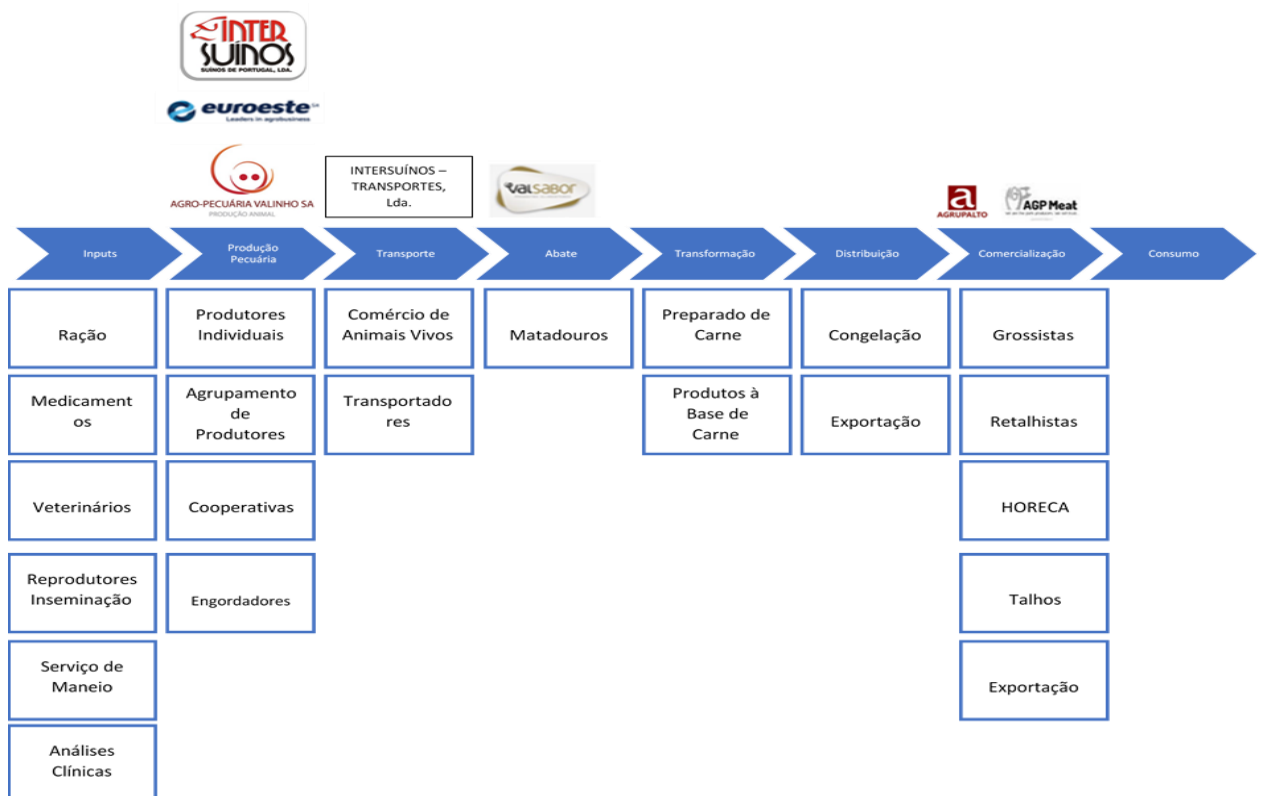 INTER
SUÍNOS
SUÍNOS DE PORTUGAL, LDA.
euroeste SA
Leaders in agrobusiness
AGRO-PECUÁRIA VALINHO SA
PRODUÇÃO ANIMAL
INTERSUÍNOS –
TRANSPORTES,
Lda.
valsabor
a
AGRUPALTO
AGP Meat
Inputs
Produção
Pecuária
Transporte
Abate
Transformação
Distribuição
Comercialização
Consumo
Ração
Medicament
os
Veterinários
Reprodutores
Inseminação
Serviço de
Maneio
Análises
Clínicas
Produtores
Individuais
Agrupamento
de
Produtores
Cooperativas
Engordadores
Comércio de
Animais Vivos
Transportado
res
Matadouros
Preparado de
Carne
Produtos à
Base de
Carne
Congelação
Exportação
Grossistas
Retalhistas
HORECA
Talhos
Exportação